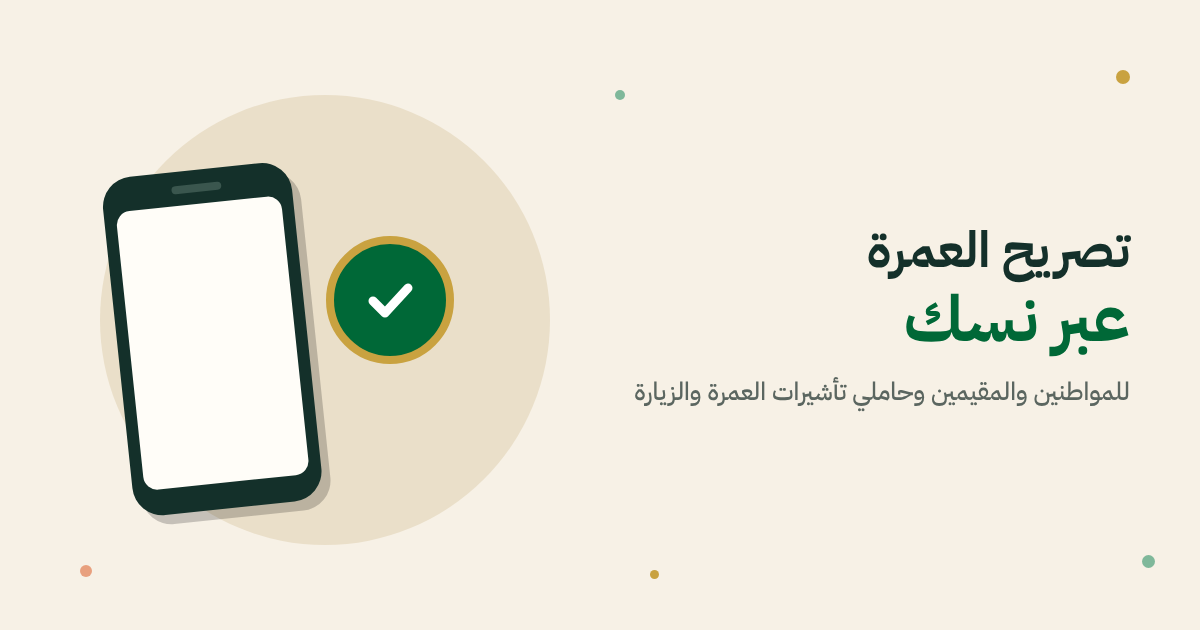 تصريح العمرة
عبر نسك
للمواطنين والمقيمين وحاملي تأشيرات العمرة والزيارة